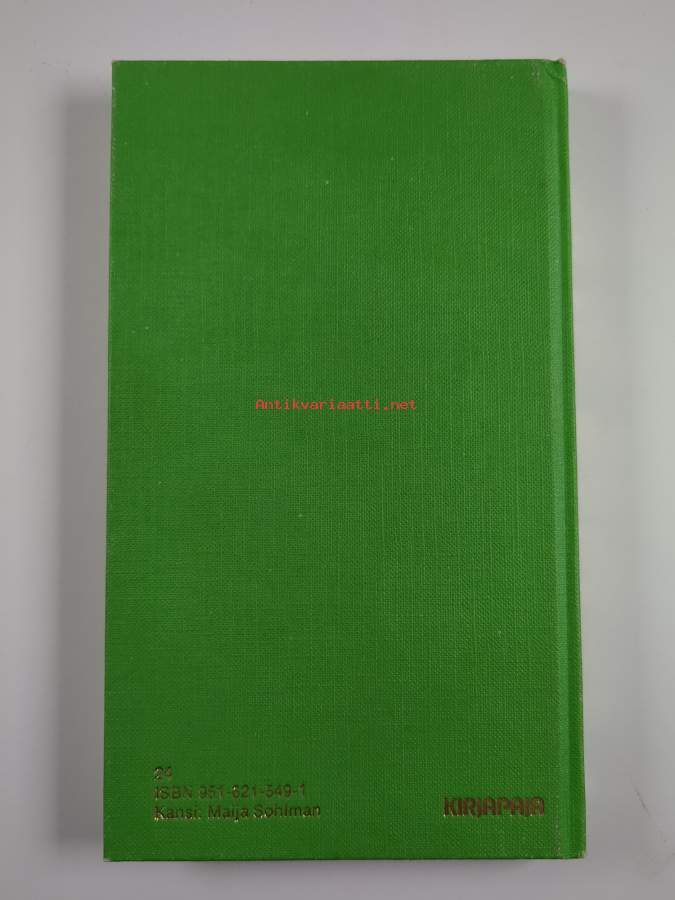 Antikvariaatti.net
24
ISBN 951-621-549-1
Kansi: Maija Sohlman
KIRJAPAJA